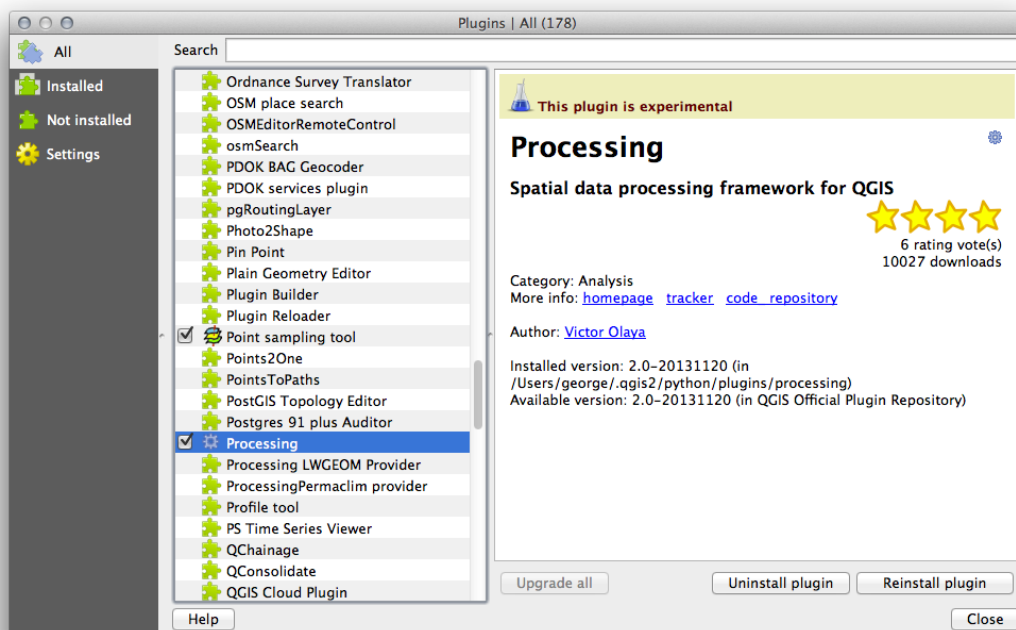 Plugins | All (178)
All
Installed
Not installed
Settings
Search
Ordnance Survey Translator
OSM place search
OSMEditorRemoteControl
osmSearch
PDOK BAG Geocoder
PDOK services plugin
pgRoutingLayer
Photo2Shape
Pin Point
Plain Geometry Editor
Plugin Builder
Plugin Reloader
Point sampling tool
Points2One
PointsToPaths
PostGIS Topology Editor
Postgres 91 plus Auditor
Processing
Processing LWGEOM Provider
ProcessingPermaclim provider
Profile tool
PS Time Series Viewer
QChainage
QConsolidate
QGIS Cloud Plugin
This plugin is experimental
Processing
Spatial data processing framework for QGIS
6 rating vote(s)
10027 downloads
Category: Analysis
More info: homepage tracker code repository
Author: Victor Olaya
Installed version: 2.0-20131120 (in
/Users/george/.qgis2/python/plugins/processing)
Available version: 2.0-20131120 (in QGIS Official Plugin Repository)
Upgrade all
Uninstall plugin
Reinstall plugin
Help
Close